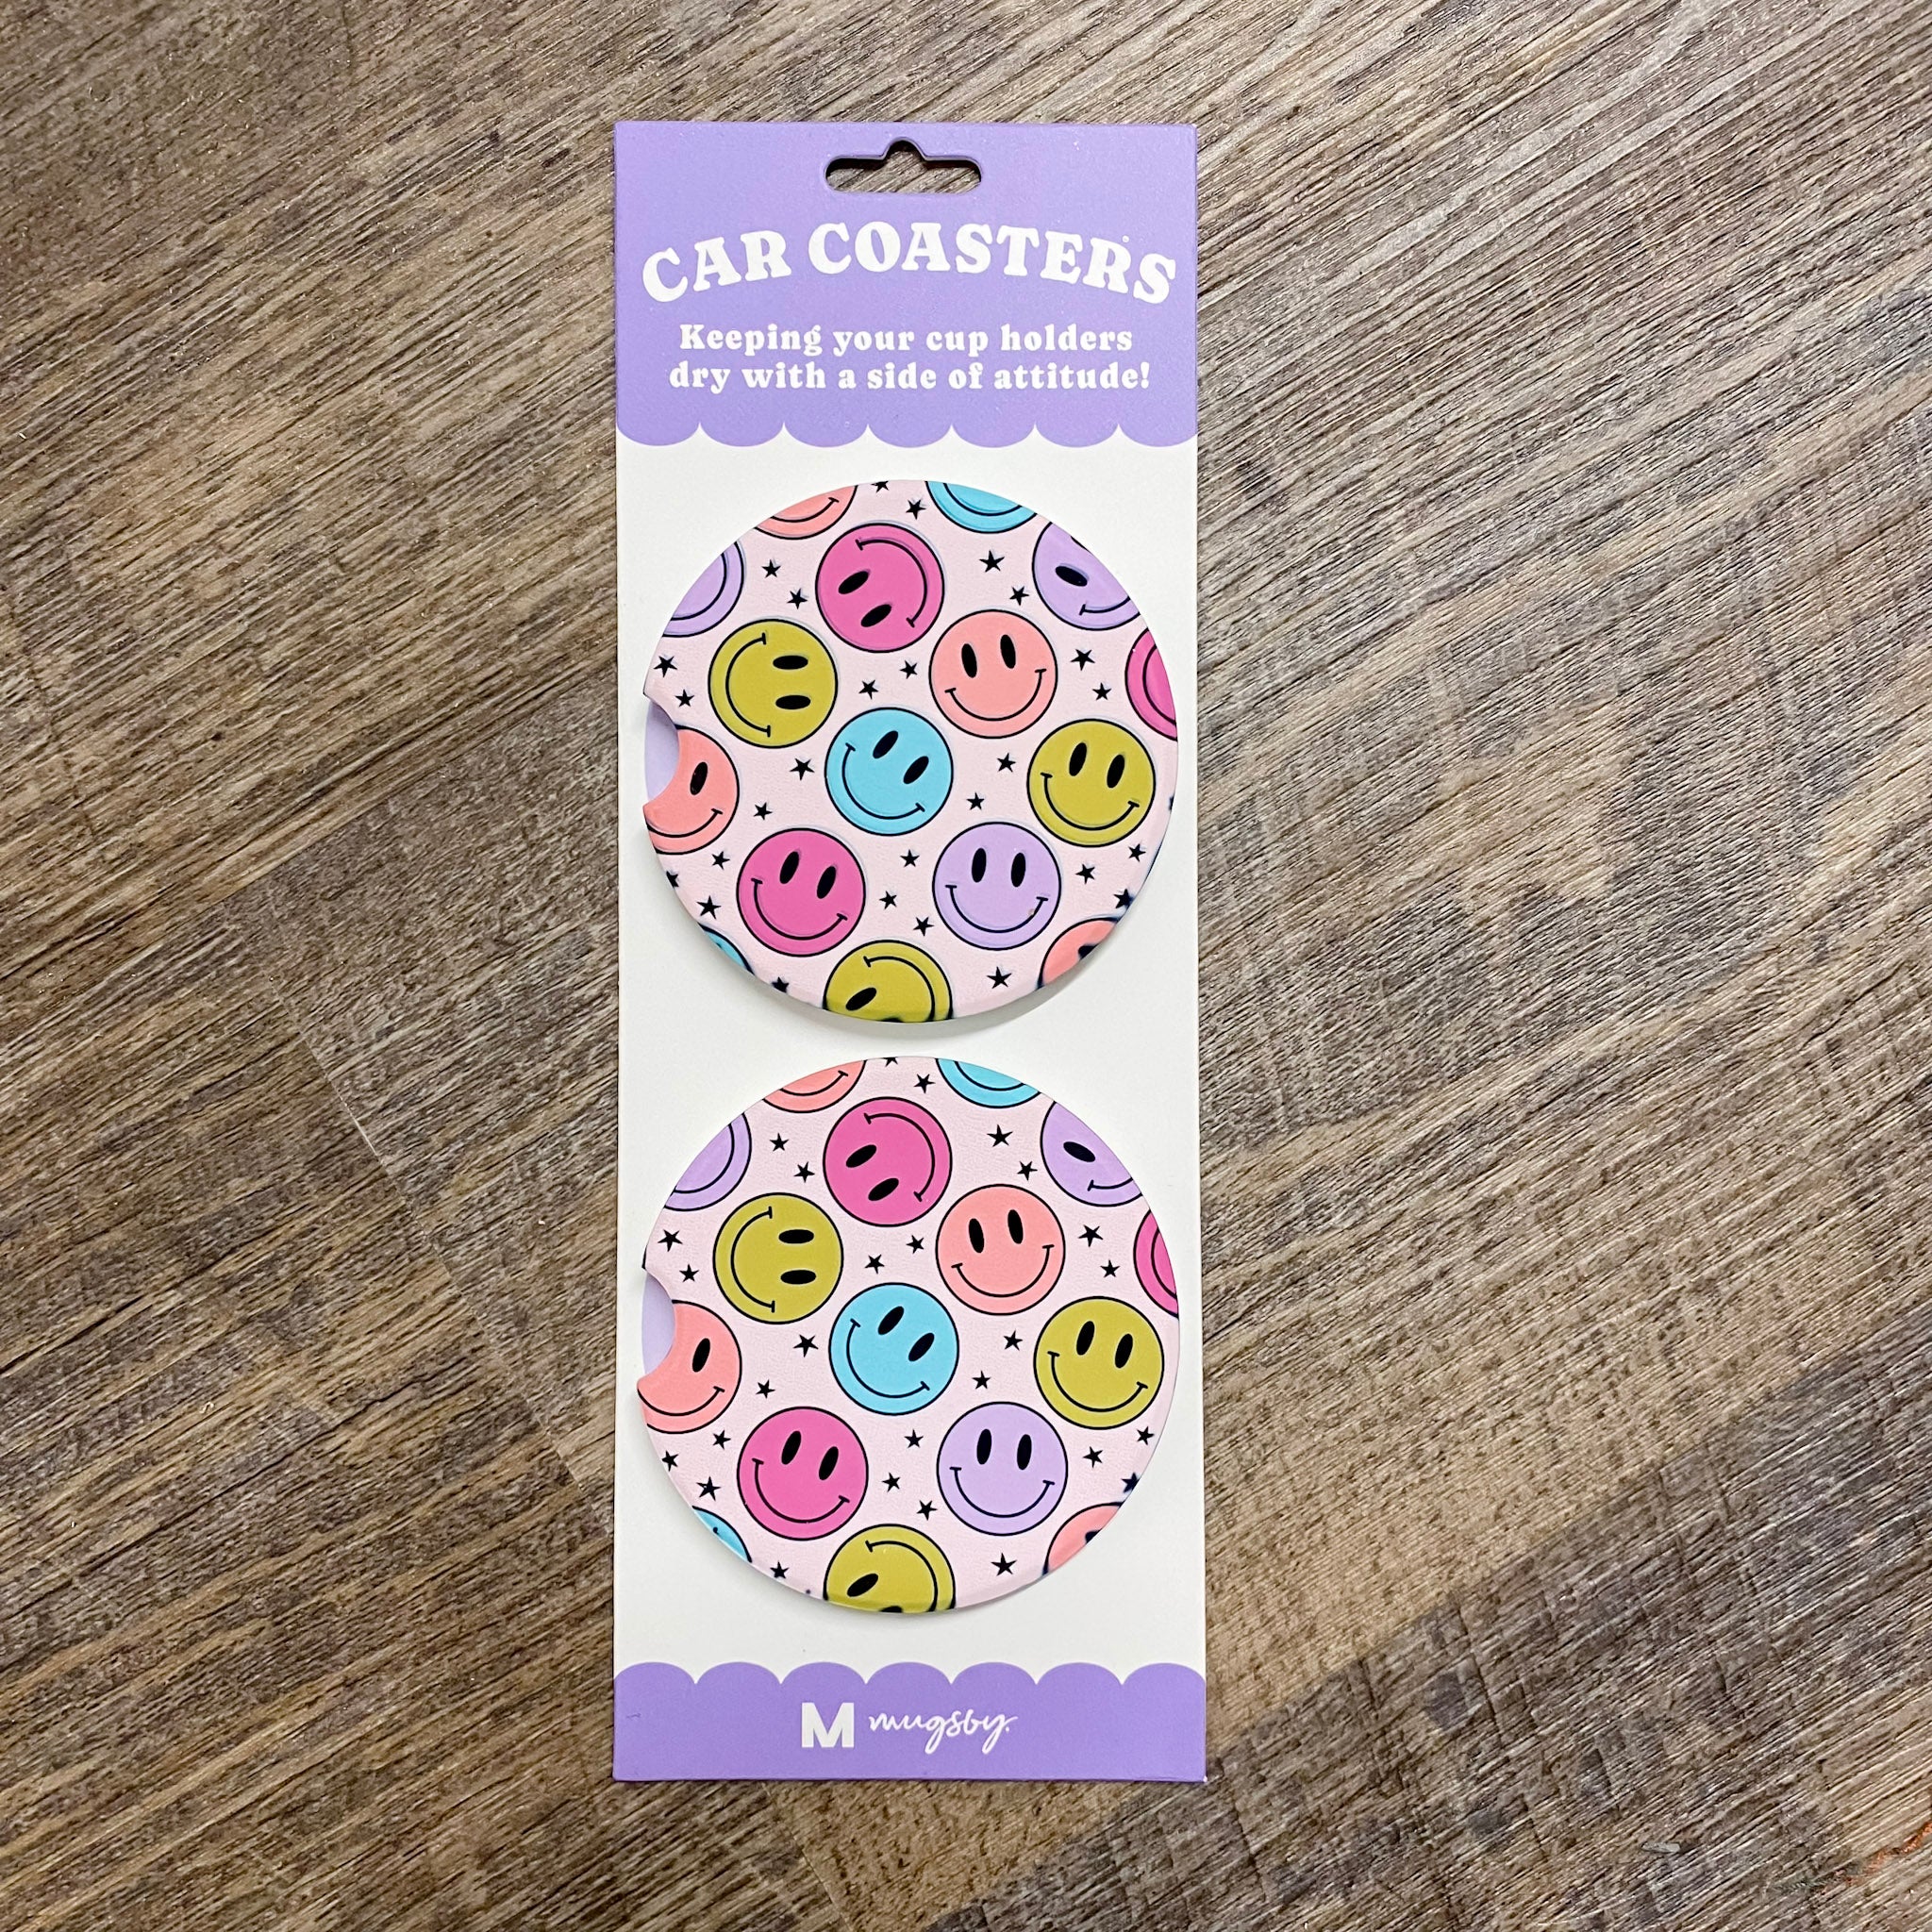 CAR COASTERS
Keeping your cup holders
dry with a side of attitude!
M mugsby.